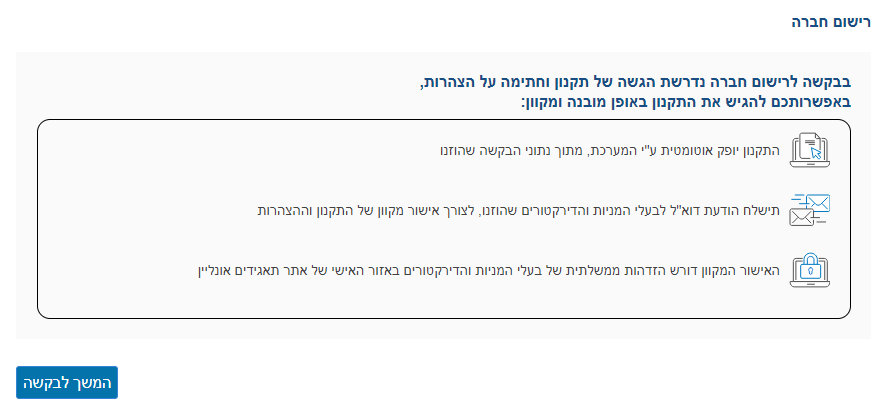 רישום חברה
בבקשה לרישום חברה נדרשת הגשה של תקנון וחתימה על הצהרות,
באפשרותכם להגיש את התקנון באופן מובנה ומקוון:
התקנון יופק אוטומטית ע"י המערכת, מתוך נתוני הבקשה שהוזנו
תישלח הודעת דוא"ל לבעלי המניות והדירקטורים שהוזנו, לצורך אישור מקוון של התקנון וההצהרות
האישור המקוון דורש הזדהות ממשלתית של בעלי המניות והדירקטורים באזור האישי של אתר תאגידים אונליין
המשך לבקשה